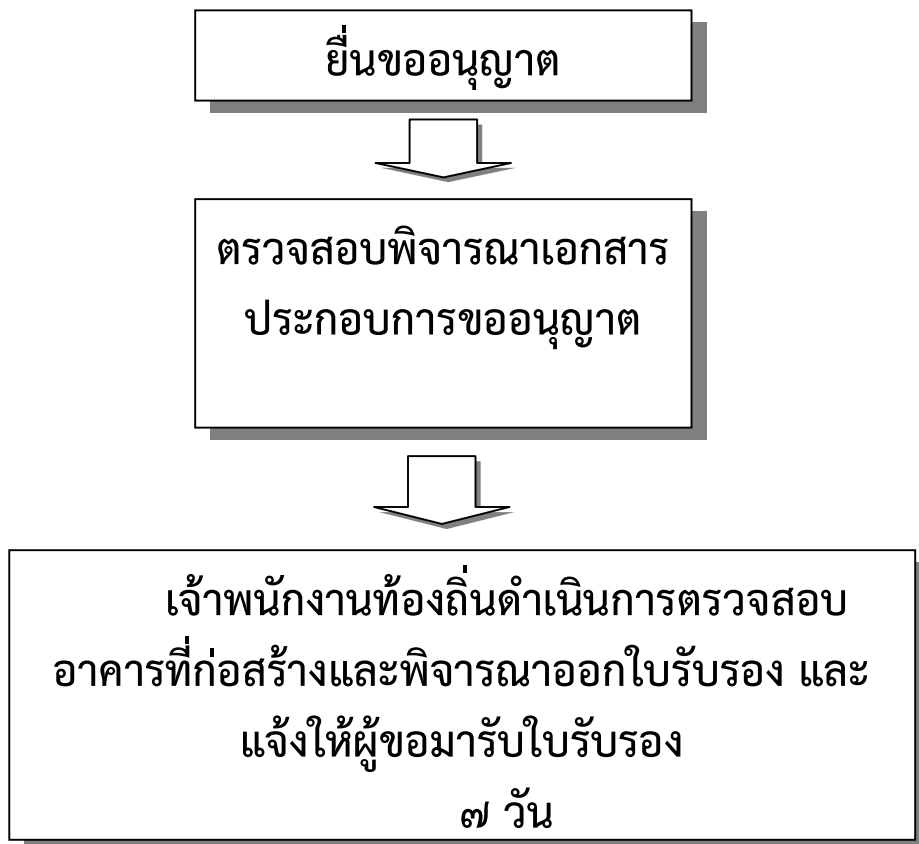 ยื่นขออนุญาต
ตรวจสอบพิจารณาเอกสาร
ประกอบการขออนุญาต
เจ้าพนักงานท้องถิ่นดำเนินการตรวจสอบ
อาคารที่ก่อสร้างและพิจารณาออกใบรับรอง และ
แจ้งให้ผู้ขอมารับใบรับรอง
๗ วัน